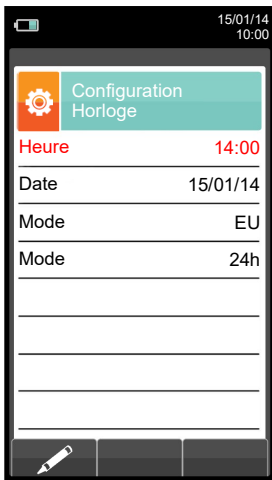 15/01/14
10:00
Configuration
Horloge
Heure 14:00
Date 15/01/14
Mode EU
Mode 24h